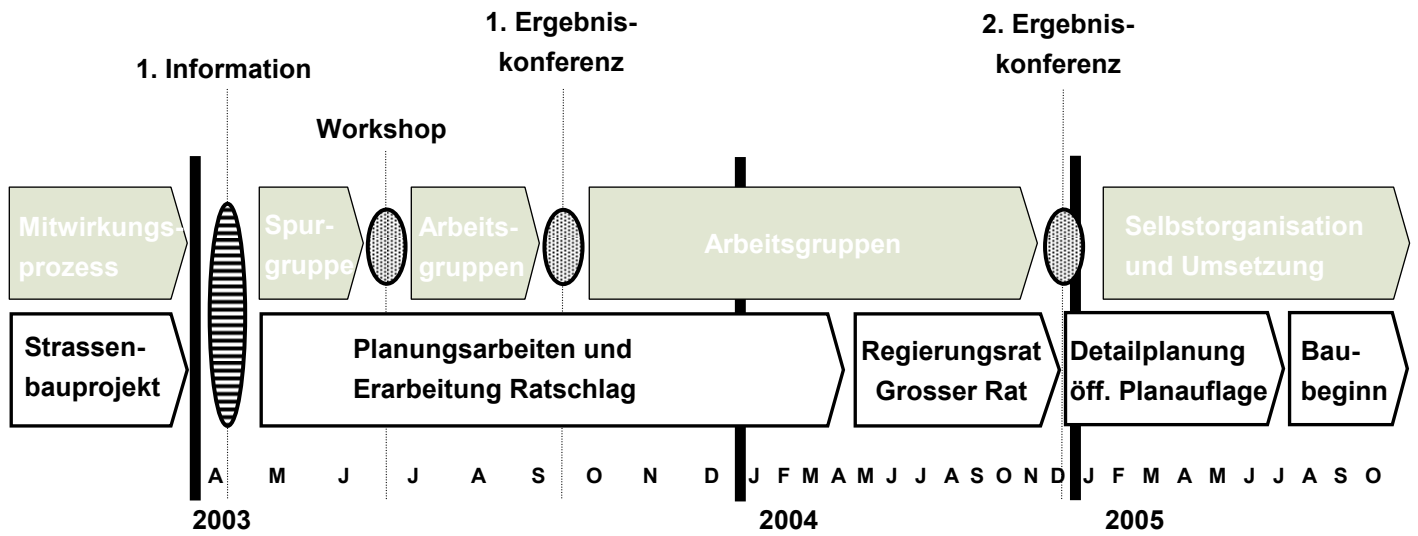 1. Ergebnis-
konferenz
2. Ergebnis-
konferenz
1. Information
Workshop
Mitwirkungs-
prozess
Spur-
gruppe
Arbeits-
gruppen
Arbeitsgruppen
Selbstorganisation
und Umsetzung
Strassen-
bauprojekt
Planungsarbeiten und
Erarbeitung Ratschlag
Regierungsrat
Grosser Rat
Detailplanung
öff. Planauflage
Bau-
beginn
A M J J A S O N D J F M A M J J A S O N D J F M A M J J A S O
2003 2004 2005